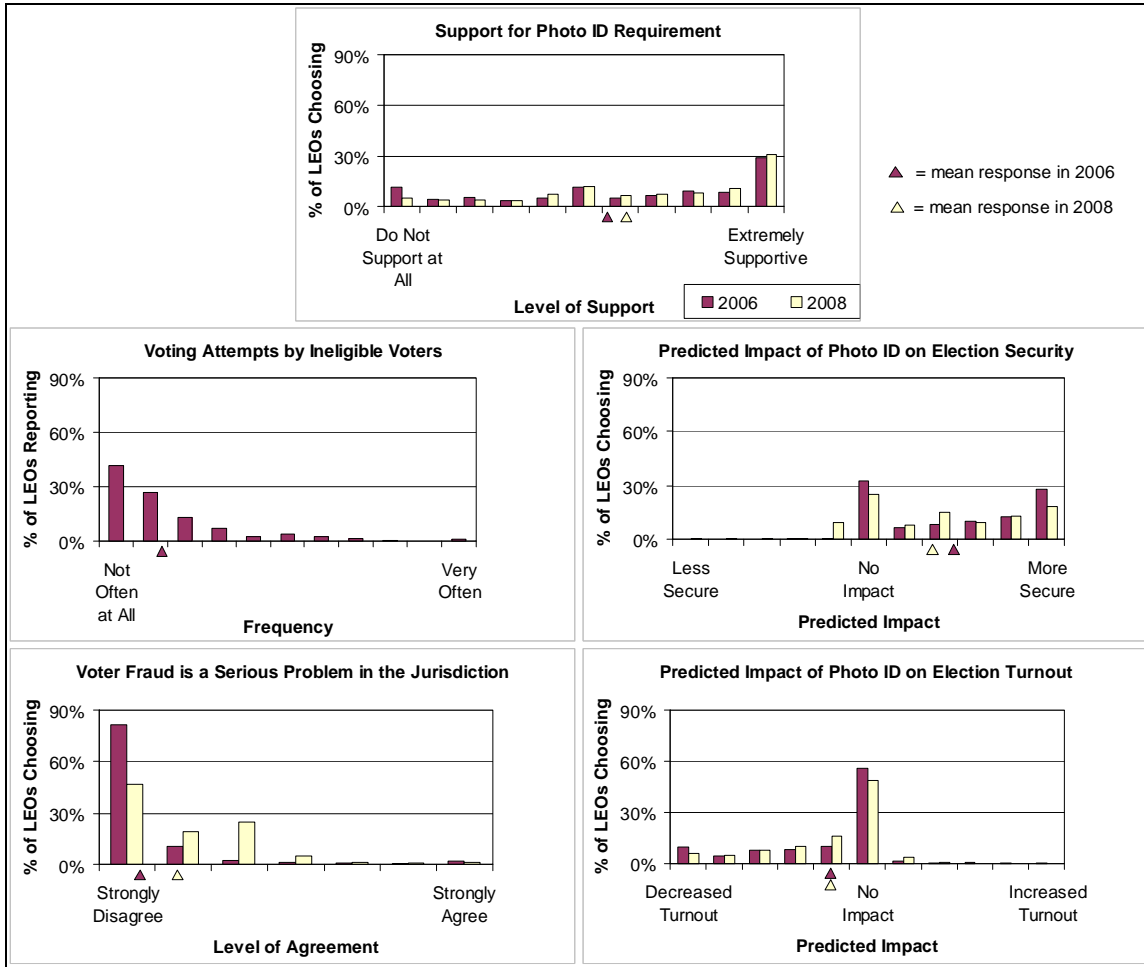 Support for Photo ID Requirement
% of LEOs Choosing
90%
60%
30%
0%
Do Not
Support at
All
Extremely
Supportive
Level of Support
2006 2008
= mean response in 2006
= mean response in 2008
Voting Attempts by Ineligible Voters
% of LEOs Reporting
90%
60%
30%
0%
Not
Often
at All
Very
Often
Frequency
Predicted Impact of Photo ID on Election Security
% of LEOs Choosing
90%
60%
30%
0%
Less
Secure
No
Impact
More
Secure
Predicted Impact
Voter Fraud is a Serious Problem in the Jurisdiction
% of LEOs Choosing
90%
60%
30%
0%
Strongly
Disagree
Strongly
Agree
Level of Agreement
Predicted Impact of Photo ID on Election Turnout
% of LEOs Choosing
90%
60%
30%
0%
Decreased
Turnout
No
Impact
Increased
Turnout
Predicted Impact